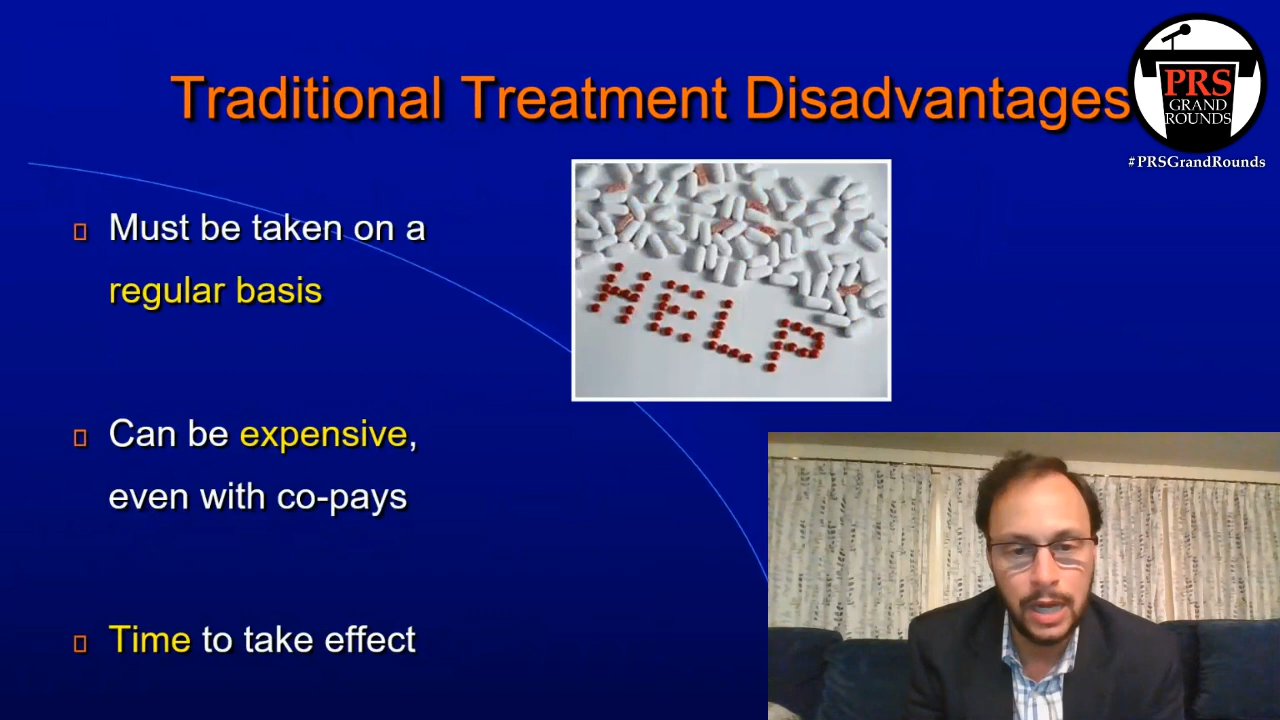 Traditional Treatment Disadvantages
PRS
GRAND
ROUNDS
#PRSGrandRounds
Must be taken on a
regular basis
HELP
Can be expensive,
even with co-pays
Time to take effect